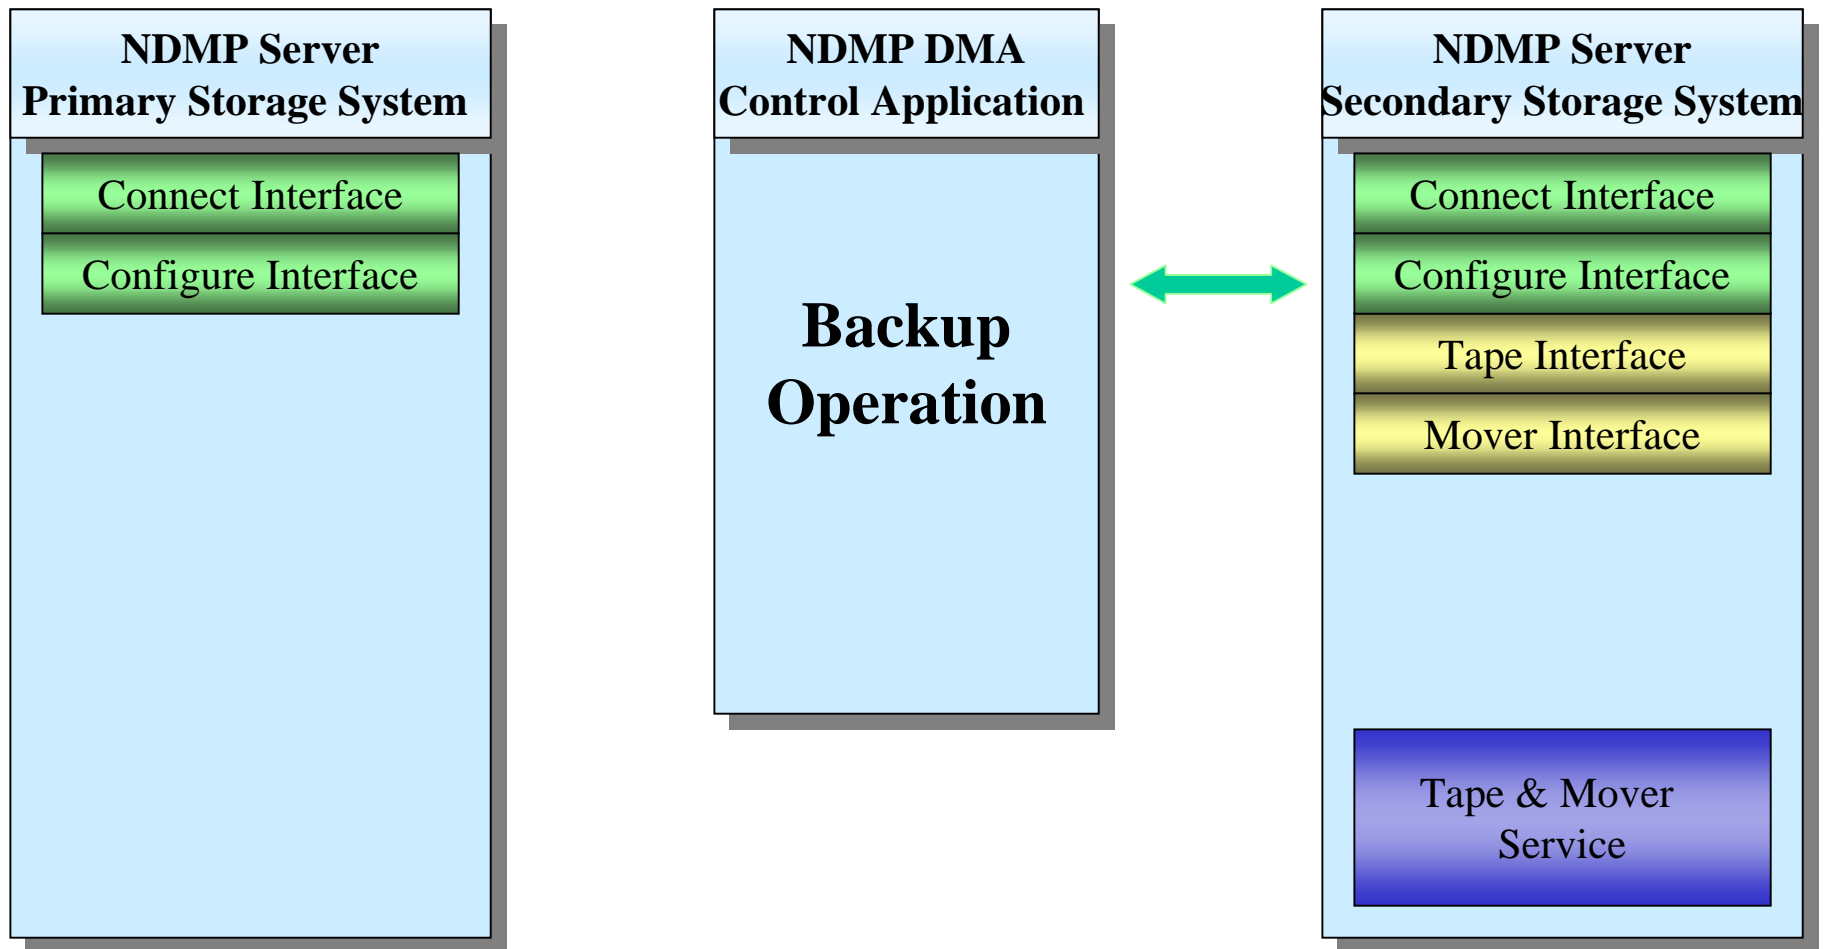 NDMP Server
Primary Storage System
Connect Interface
Configure Interface
NDMP DMA
Control Application
Backup
Operation
NDMP Server
Secondary Storage System
Connect Interface
Configure Interface
Tape Interface
Mover Interface
Tape & Mover
Service